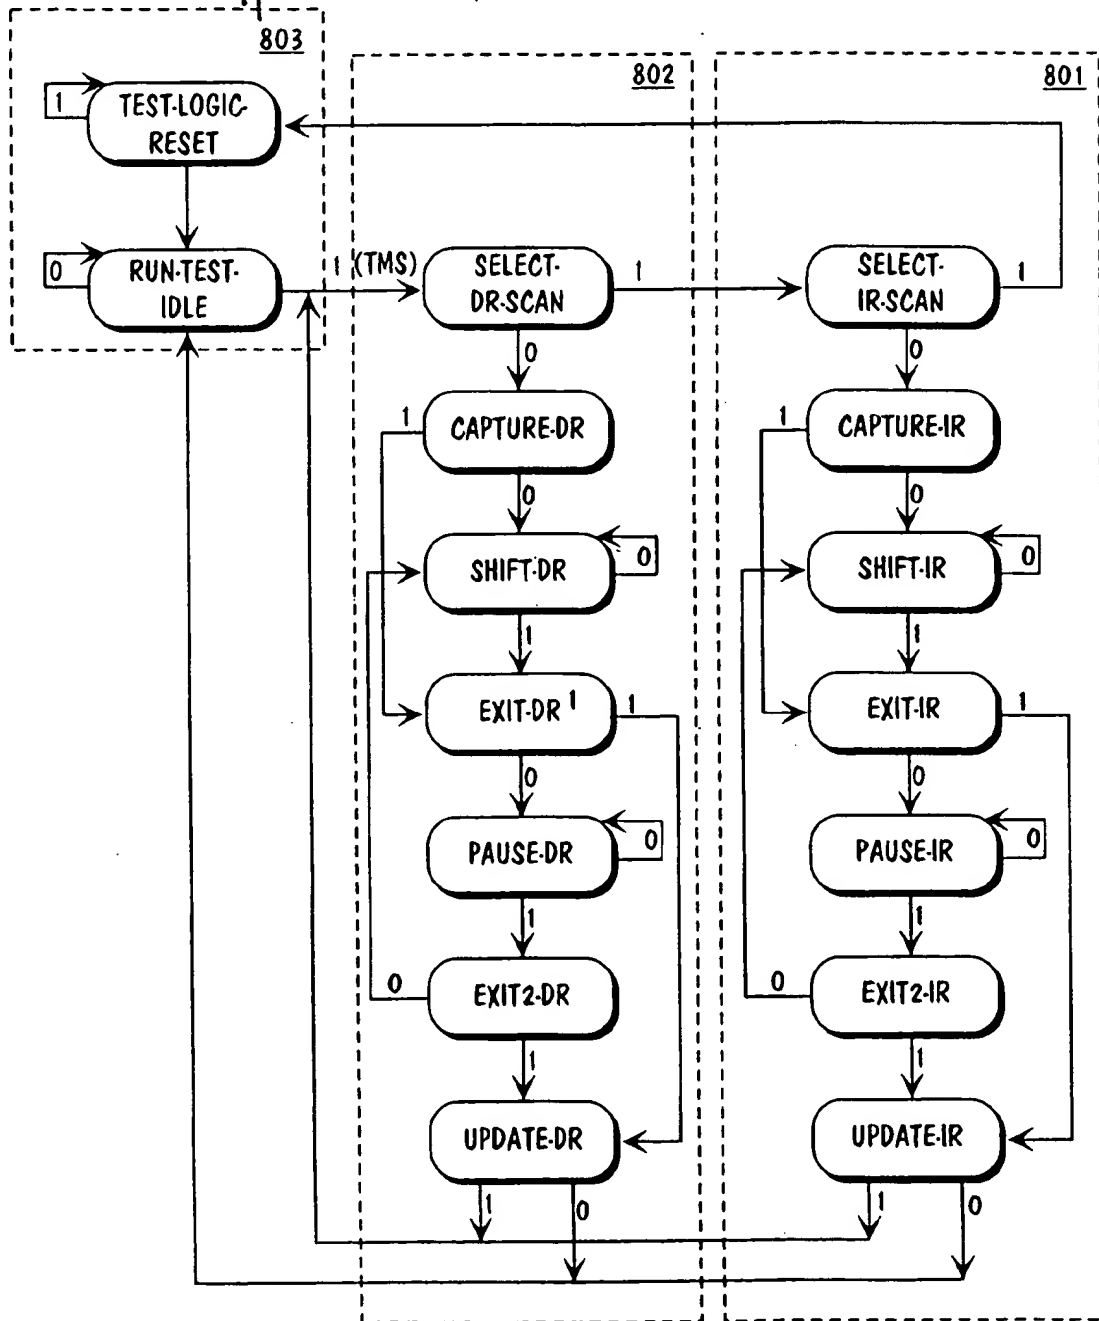 803
1
TEST-LOGIC-
RESET
0
RUN-TEST-
IDLE
1 (TMS)
802
SELECT-
DR-SCAN
1
0
CAPTURE-DR
1
0
SHIFT-DR
0
1
EXIT-DR 1
1
0
PAUSE-DR
0
1
EXIT2-DR
0
1
UPDATE-DR
1
0
801
SELECT-
IR-SCAN
1
0
CAPTURE-IR
1
0
SHIFT-IR
0
1
EXIT-IR
1
0
PAUSE-IR
0
1
EXIT2-IR
0
1
UPDATE-IR
1
0